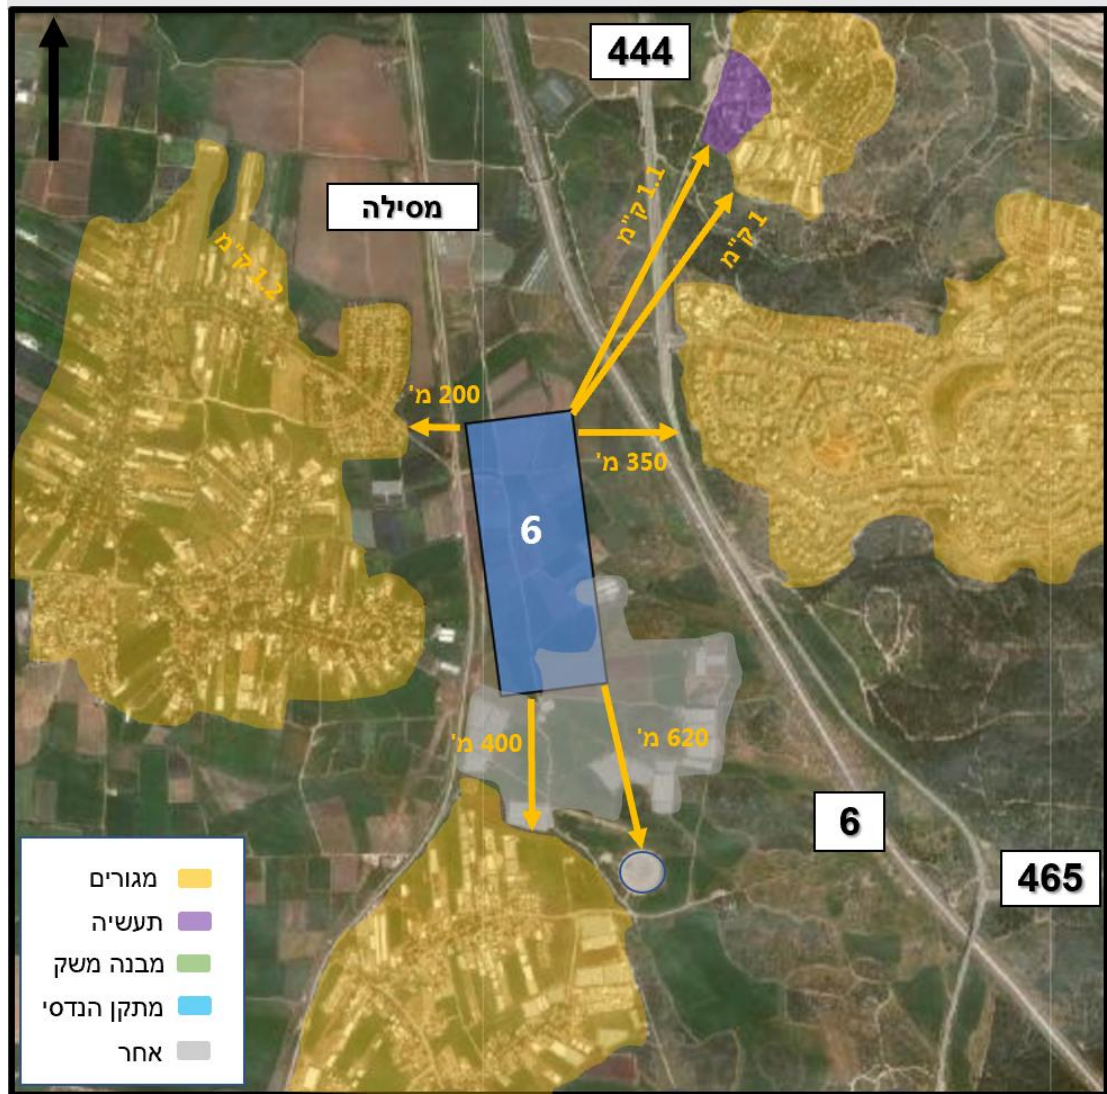 444
מסילה
1.1 ק"מ
1 ק"מ
1.2 ק"מ
200 מ'
350 מ'
6
400 מ'
620 מ'
6
465
מגורים
תעשיה
מבנה משק
מתקן הנדסי
אחר